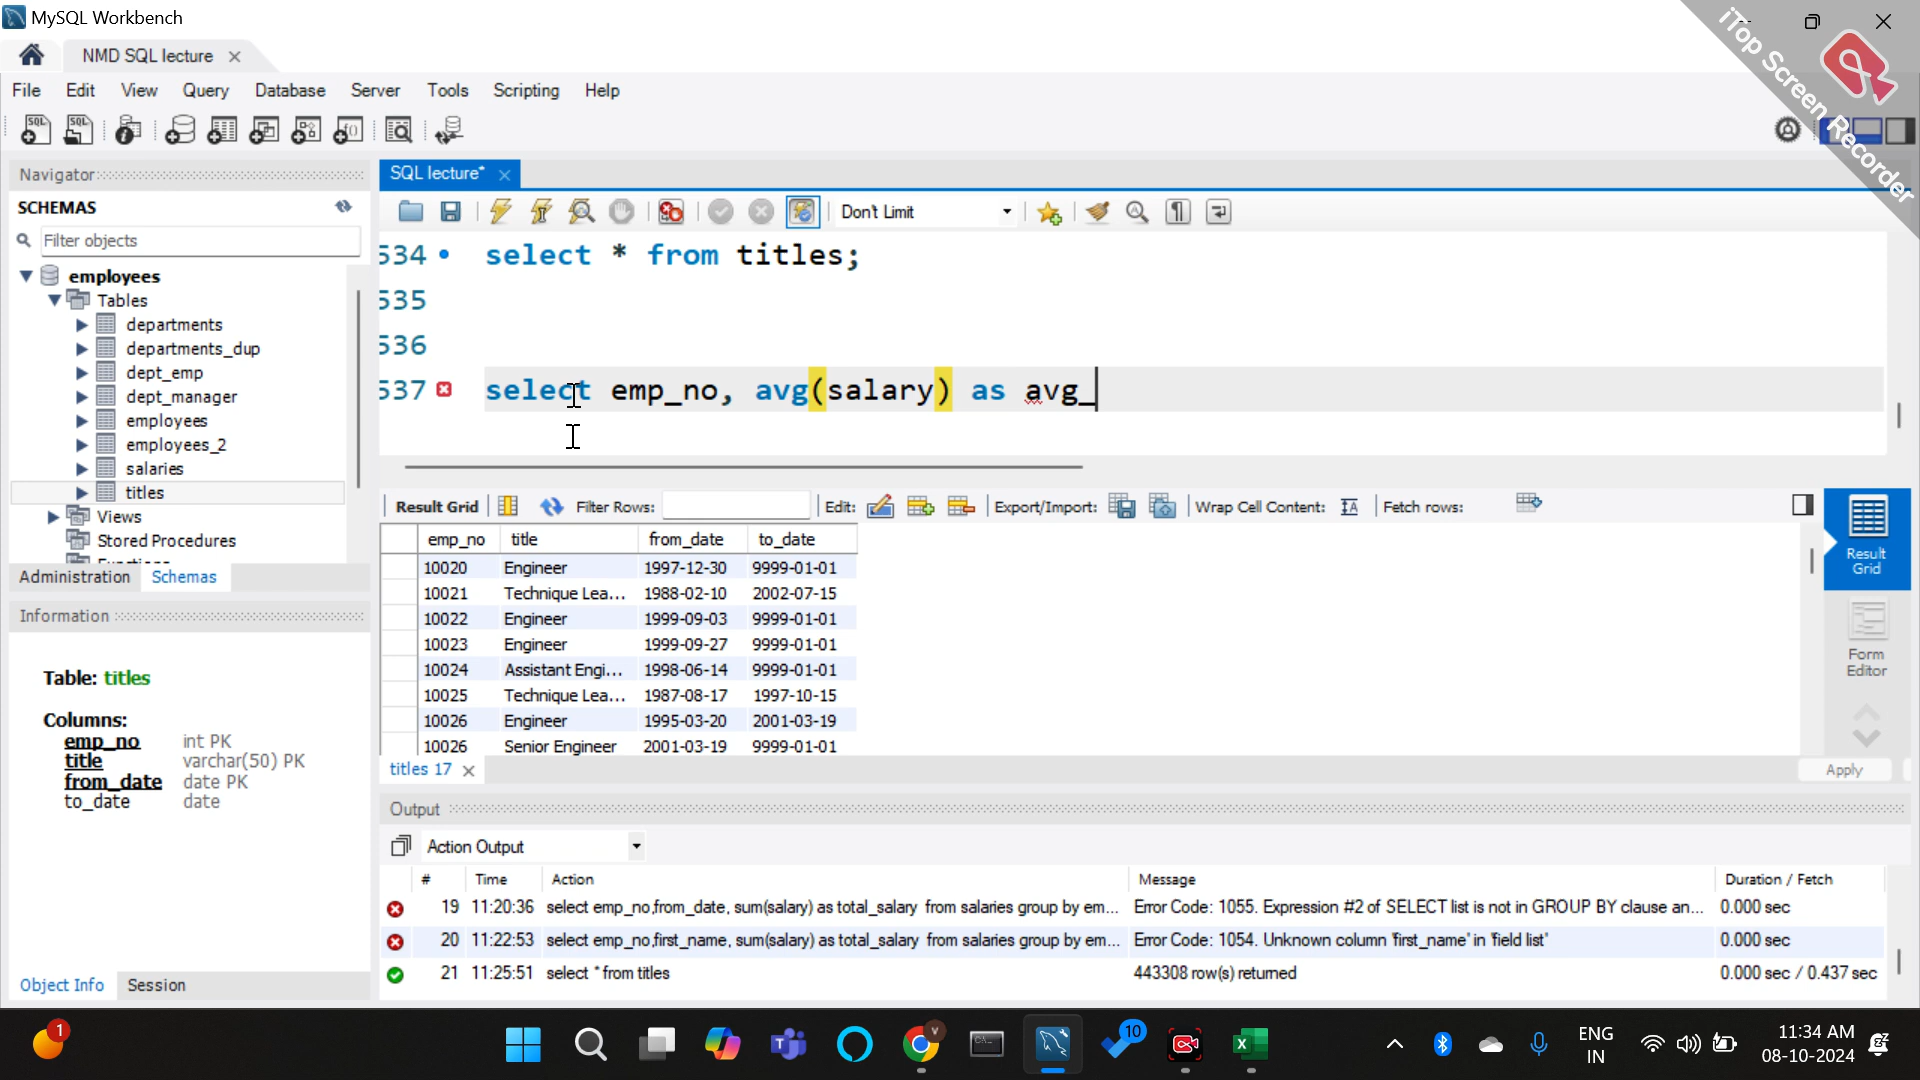 MySQL Workbench
iTop Screen Recorder
NMD SQL lecture
File Edit View Query Database Server Tools Scripting Help
Navigator
SCHEMAS
Filter objects
employees
Tables
departments
departments_dup
dept_emp
dept_manager
employees
employees_2
salaries
titles
Views
Stored Procedures
Administration Schemas
Information
Table: titles
Columns:
emp_no int PK
title varchar(50) PK
from_date date PK
to_date date
Object Info Session
SQL lecture*
Don't Limit
534 select * from titles;
535
536
537 select emp_no, avg(salary) as avg_
Result Grid Filter Rows: Edit: Export/Import: Wrap Cell Content: Fetch rows:
emp_no title from_date to_date
10020 Engineer 1997-12-30 9999-01-01
10021 Technique Lea... 1988-02-10 2002-07-15
10022 Engineer 1999-09-03 9999-01-01
10023 Engineer 1999-09-27 9999-01-01
10024 Assistant Engi... 1998-06-14 9999-01-01
10025 Technique Lea... 1987-08-17 1997-10-15
10026 Engineer 1995-03-20 2001-03-19
10026 Senior Engineer 2001-03-19 9999-01-01
Result
Grid
Form
Editor
titles 17
Apply
Output
Action Output
# Time Action Message Duration / Fetch
19 11:20:36 select emp_no,from_date, sum(salary) as total_salary from salaries group by em... Error Code: 1055. Expression #2 of SELECT list is not in GROUP BY clause an... 0.000 sec
20 11:22:53 select emp_no,first_name, sum(salary) as total_salary from salaries group by em... Error Code: 1054. Unknown column 'first_name' in 'field list' 0.000 sec
21 11:25:51 select * from titles 443308 row(s) returned 0.000 sec / 0.437 sec
1
V
10
ENG
IN
11:34 AM
08-10-2024